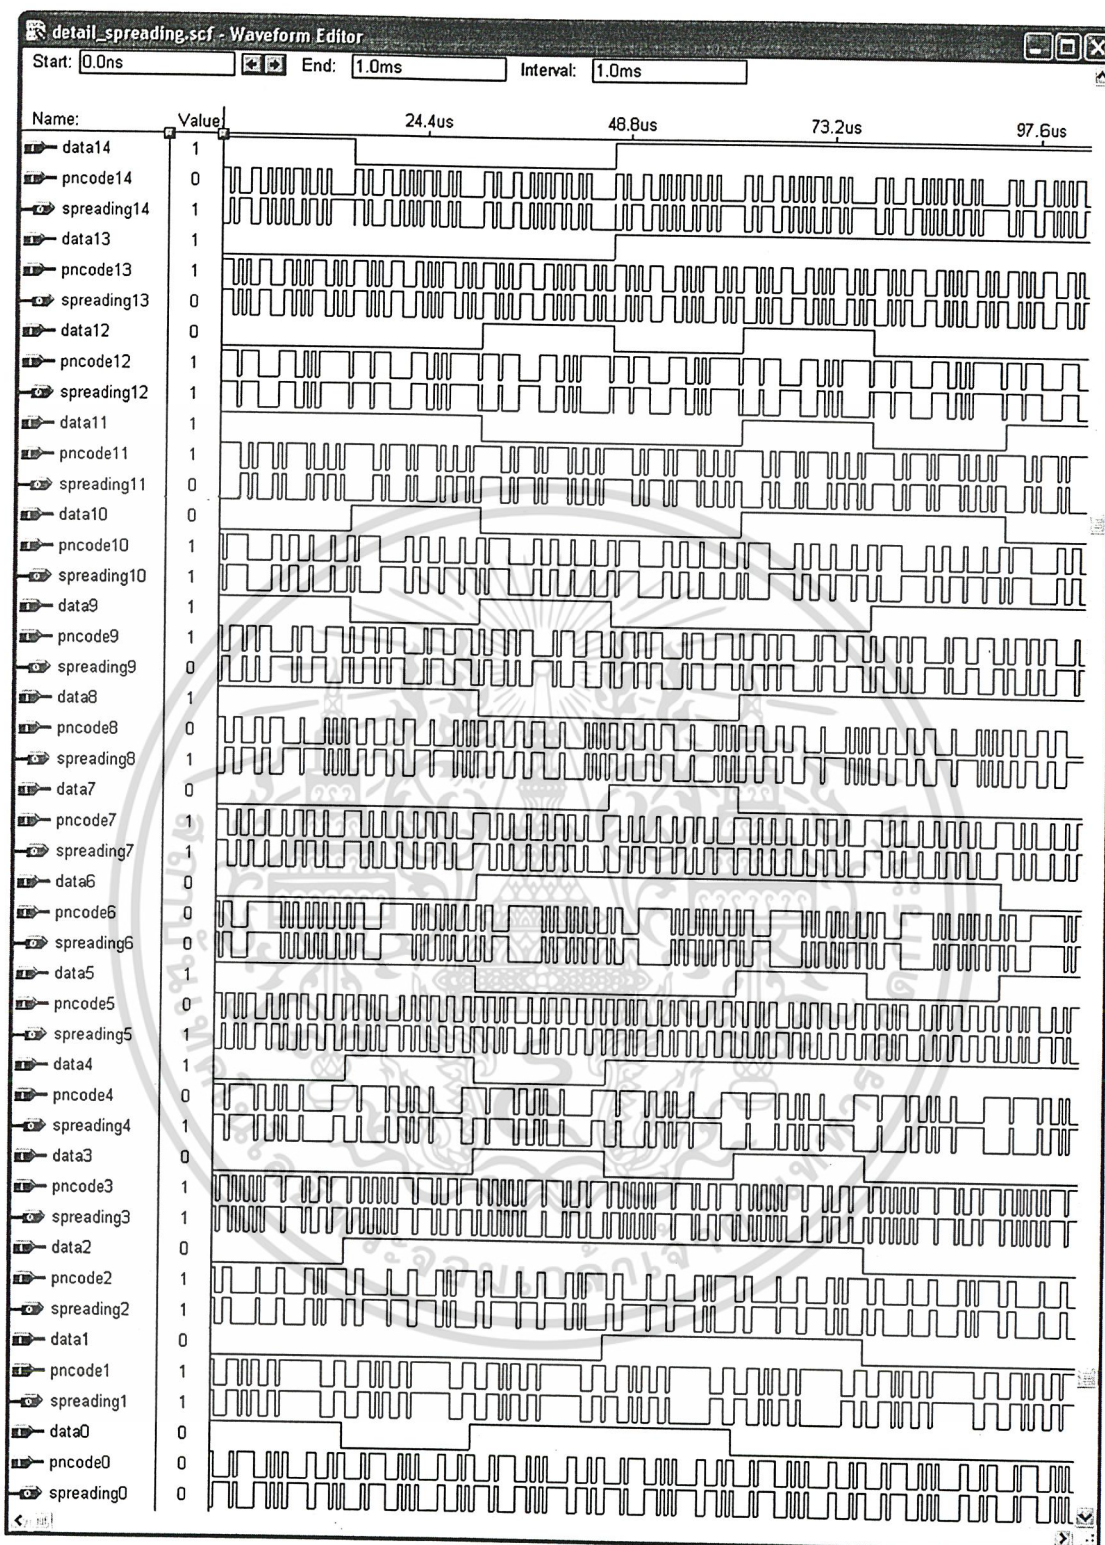 detail_spreading.scf - Waveform Editor
Start: 0.0ns End: 1.0ms Interval: 1.0ms
Name: Value: 24.4us 48.8us 73.2us 97.6us
data14 1
pncode14 0
spreading14 1
data13 1
pncode13 1
spreading13 0
data12 0
pncode12 1
spreading12 1
data11 1
pncode11 1
spreading11 0
data10 0
pncode10 1
spreading10 1
data9 1
pncode9 1
spreading9 0
data8 1
pncode8 0
spreading8 1
data7 0
pncode7 1
spreading7 1
data6 0
pncode6 0
spreading6 0
data5 1
pncode5 0
spreading5 1
data4 1
pncode4 0
spreading4 1
data3 0
pncode3 1
spreading3 1
data2 0
pncode2 1
spreading2 1
data1 0
pncode1 1
spreading1 1
data0 0
pncode0 0
spreading0 0